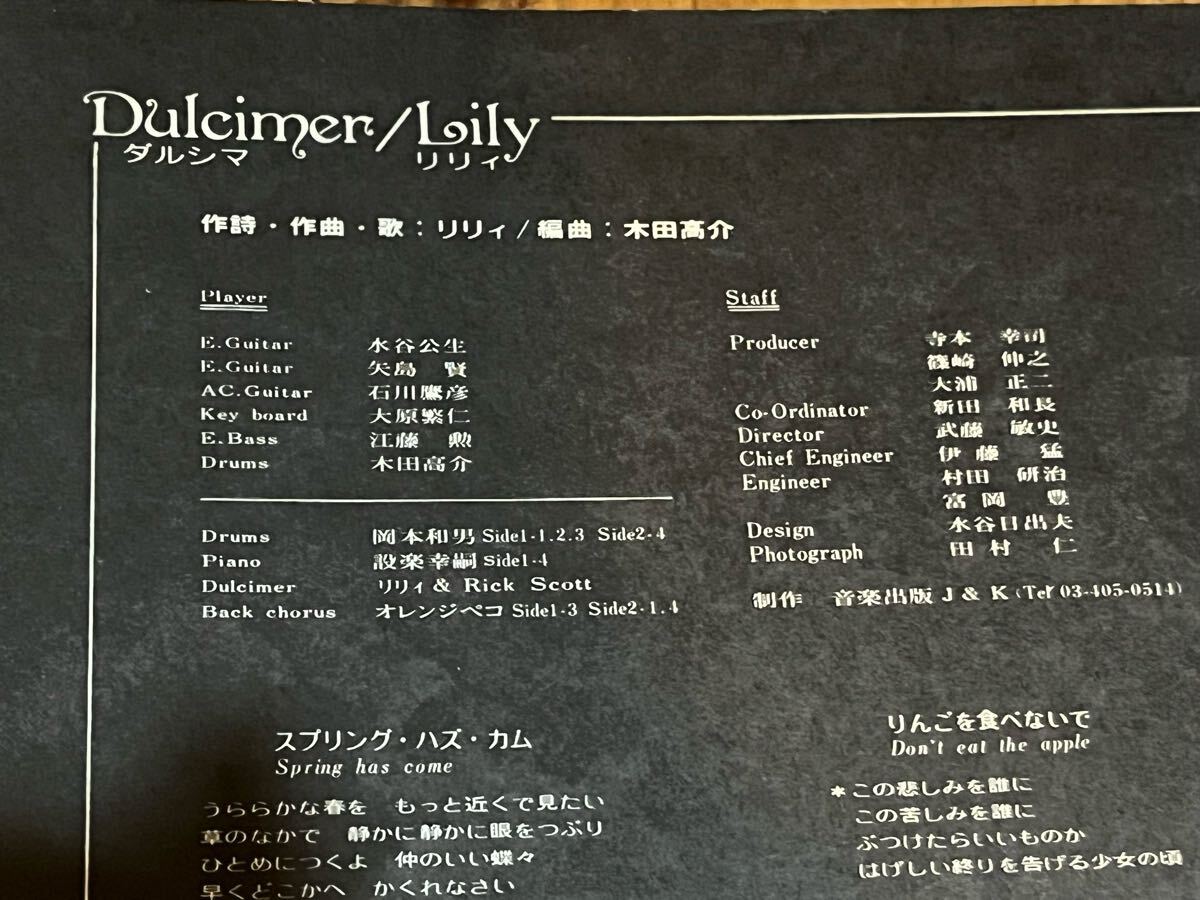 Dulcimer/Lily
ダルシマ リリィ
作詩・作曲・歌：リリィ/編曲：木田高介
Player
E.Guitar 水谷公生
E.Guitar 矢島 賢
AC.Guitar 石川鷹彦
Key board 大原繁仁
E.Bass 江藤 勲
Drums 木田高介
Drums 岡本和男 Side1-1.2.3 Side2-4
Piano 設楽幸嗣 Side1-4
Dulcimer リリィ & Rick Scott
Back chorus オレンジペコ Side1-3 Side2-1.4
Staff
Producer 寺本 幸司
篠崎 伸之
大浦 正二
Co-Ordinator 新田 和長
Director 武藤 敏史
Chief Engineer 伊藤 猛
Engineer 村田 研治
富岡 豊
Design 水谷日出夫
Photograph 田村 仁
制作 音楽出版 J & K (Tel 03-405-0514)
スプリング・ハズ・カム
Spring has come
うららかな春を もっと近くで見たい
草のなかで 静かに静かに眼をつぶり
ひとめにつくよ 仲のいい蝶々
早くどこかへ かくれなさい
りんごを食べないで
Don't eat the apple
*この悲しみを誰に
この苦しみを誰に
ぶつけたらいいものか
はげしい終りを告げる少女の頃